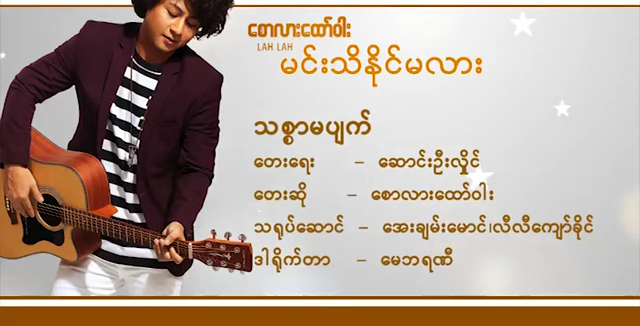 စောလားထော်ဝါး
LAH LAH
မင်းသိနိုင်မလား
သစ္စာမပျက်
တေးရေး – ဆောင်းဦးလှိုင်
တေးဆို – စောလားထော်ဝါး
သရုပ်ဆောင် – အေးချမ်းမောင်၊လီလီကျော်ခိုင်
ဒါရိုက်တာ – မေဘရဏီ